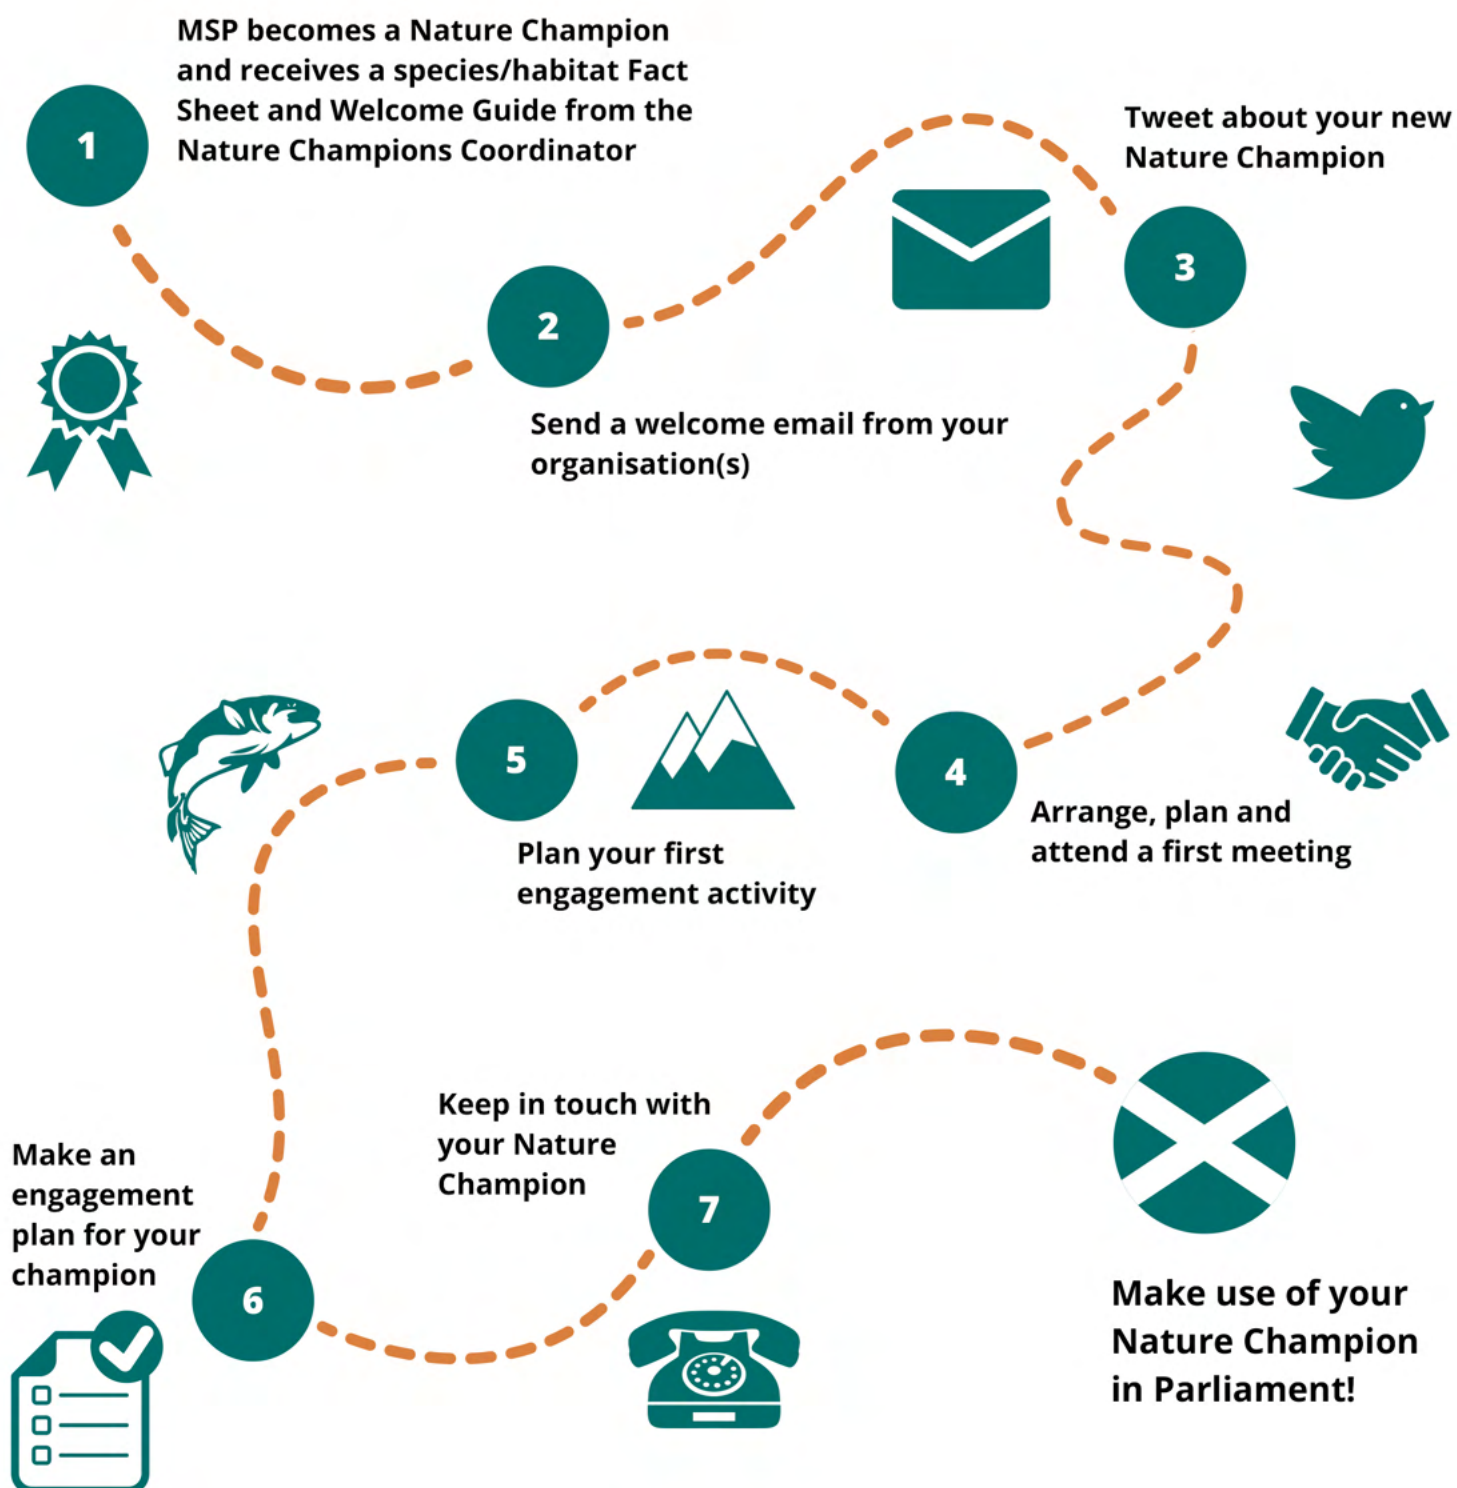 1
MSP becomes a Nature Champion
and receives a species/habitat Fact
Sheet and Welcome Guide from the
Nature Champions Coordinator
2
Send a welcome email from your
organisation(s)
Tweet about your new
Nature Champion
3
4
Arrange, plan and
attend a first meeting
5
Plan your first
engagement activity
Make an
engagement
plan for your
champion
6
Keep in touch with
your Nature
Champion
7
Make use of your
Nature Champion
in Parliament!